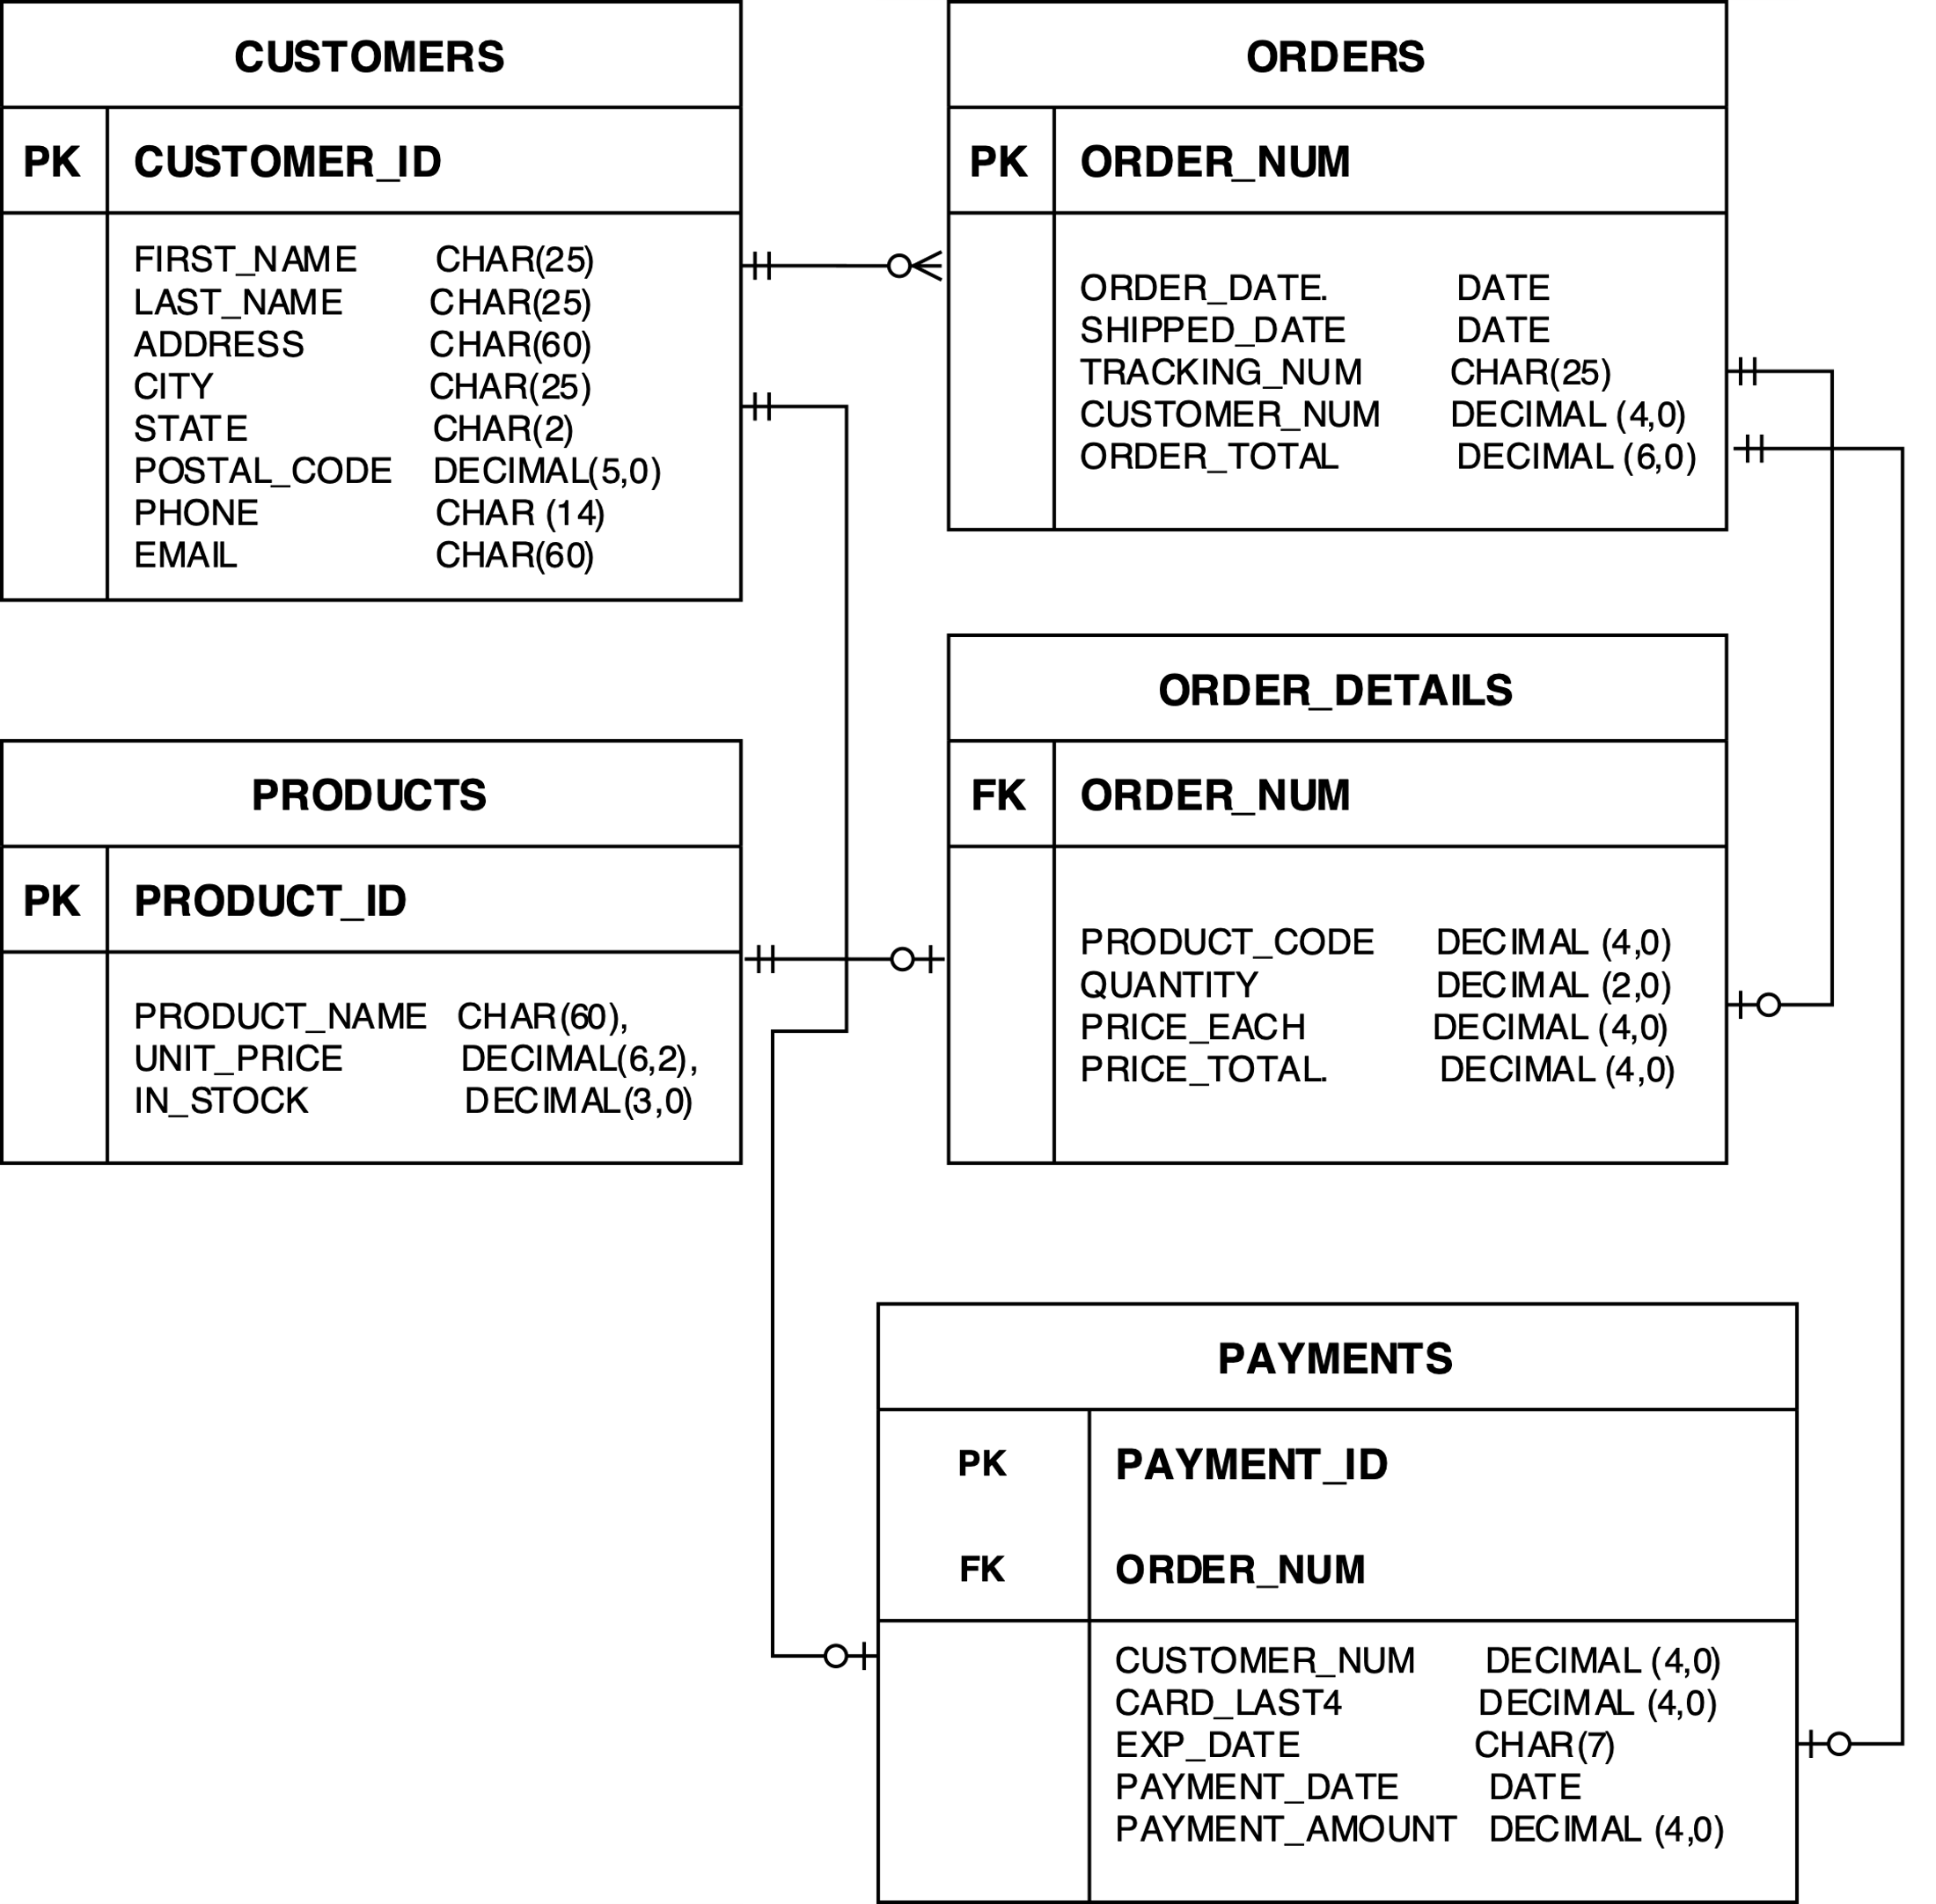 CUSTOMERS
PK CUSTOMER_ID
FIRST_NAME CHAR(25)
LAST_NAME CHAR(25)
ADDRESS CHAR(60)
CITY CHAR(25)
STATE CHAR(2)
POSTAL_CODE DECIMAL(5,0)
PHONE CHAR (14)
EMAIL CHAR(60)
ORDERS
PK ORDER_NUM
ORDER_DATE. DATE
SHIPPED_DATE DATE
TRACKING_NUM CHAR(25)
CUSTOMER_NUM DECIMAL (4,0)
ORDER_TOTAL DECIMAL (6,0)
PRODUCTS
PK PRODUCT_ID
PRODUCT_NAME CHAR(60),
UNIT_PRICE DECIMAL(6,2),
IN_STOCK DECIMAL(3,0)
ORDER_DETAILS
FK ORDER_NUM
PRODUCT_CODE DECIMAL (4,0)
QUANTITY DECIMAL (2,0)
PRICE_EACH DECIMAL (4,0)
PRICE_TOTAL. DECIMAL (4,0)
PAYMENTS
PK PAYMENT_ID
FK ORDER_NUM
CUSTOMER_NUM DECIMAL (4,0)
CARD_LAST4 DECIMAL (4,0)
EXP_DATE CHAR(7)
PAYMENT_DATE DATE
PAYMENT_AMOUNT DECIMAL (4,0)